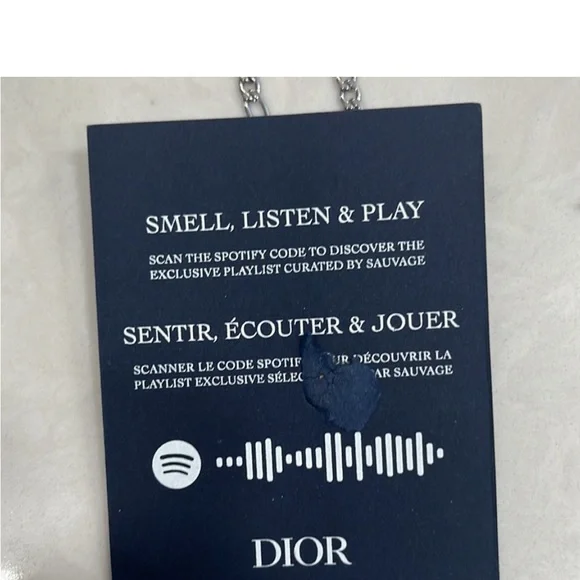 SMELL, LISTEN & PLAY
SCAN THE SPOTIFY CODE TO DISCOVER THE
EXCLUSIVE PLAYLIST CURATED BY SAUVAGE
SENTIR, ÉCOUTER & JOUER
SCANNER LE CODE DÉCOUVRIR LA
PLAYLIST EXCLUSIVE SAUVAGE
DIOR